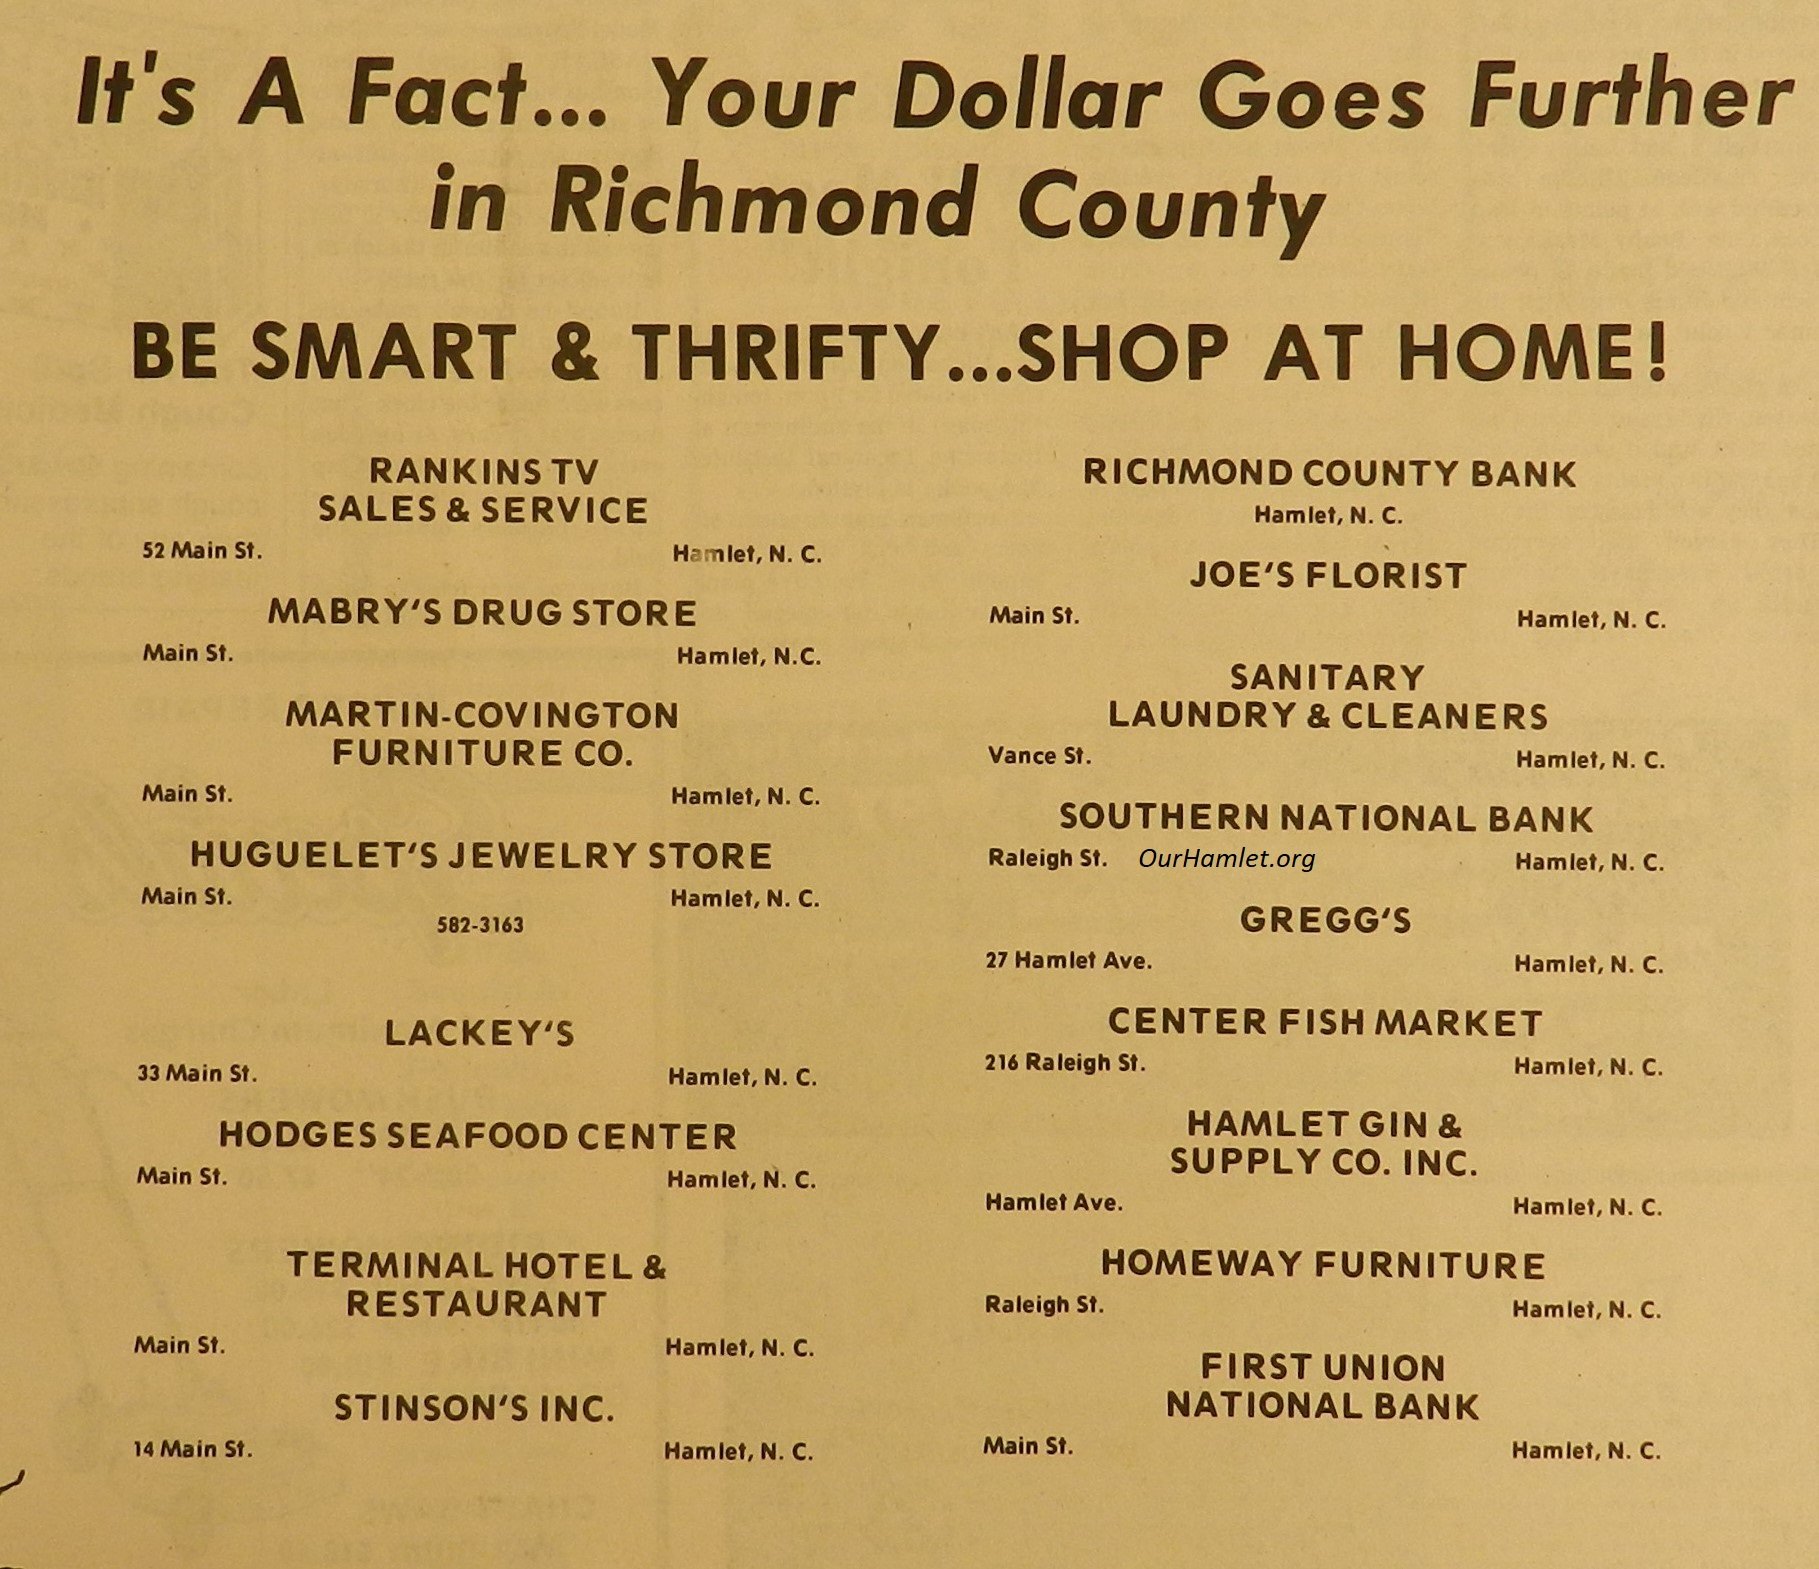 It's A Fact... Your Dollar Goes Further
in Richmond County
BE SMART & THRIFTY...SHOP AT HOME!
RANKINS TV
SALES & SERVICE
52 Main St. Hamlet, N. C.
MABRY'S DRUG STORE
Main St. Hamlet, N.C.
MARTIN-COVINGTON
FURNITURE CO.
Main St. Hamlet, N. C.
HUGUELET'S JEWELRY STORE
Main St. Hamlet, N. C.
582-3163
LACKEY'S
33 Main St. Hamlet, N. C.
HODGES SEAFOOD CENTER
Main St. Hamlet, N. C.
TERMINAL HOTEL &
RESTAURANT
Main St. Hamlet, N. C.
STINSON'S INC.
14 Main St. Hamlet, N. C.
RICHMOND COUNTY BANK
Hamlet, N. C.
JOE'S FLORIST
Main St. Hamlet, N. C.
SANITARY
LAUNDRY & CLEANERS
Vance St. Hamlet, N. C.
SOUTHERN NATIONAL BANK
Raleigh St. OurHamlet.org Hamlet, N. C.
GREGG'S
27 Hamlet Ave. Hamlet, N. C.
CENTER FISH MARKET
216 Raleigh St. Hamlet, N. C.
HAMLET GIN &
SUPPLY CO. INC.
Hamlet Ave. Hamlet, N. C.
HOMEWAY FURNITURE
Raleigh St. Hamlet, N. C.
FIRST UNION
NATIONAL BANK
Main St. Hamlet, N. C.